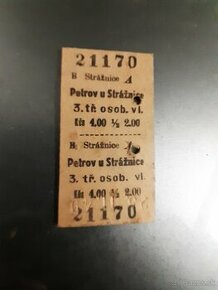 21170
B Strážnice A
Petrov u Strážnice
3. tř. osob. vl.
Kčs 4.00 ½ 2.00
B Strážnice
Petrov u Strážnice
3. tř. osob. vl.
Kčs 4.00 ½ 2.00
21170